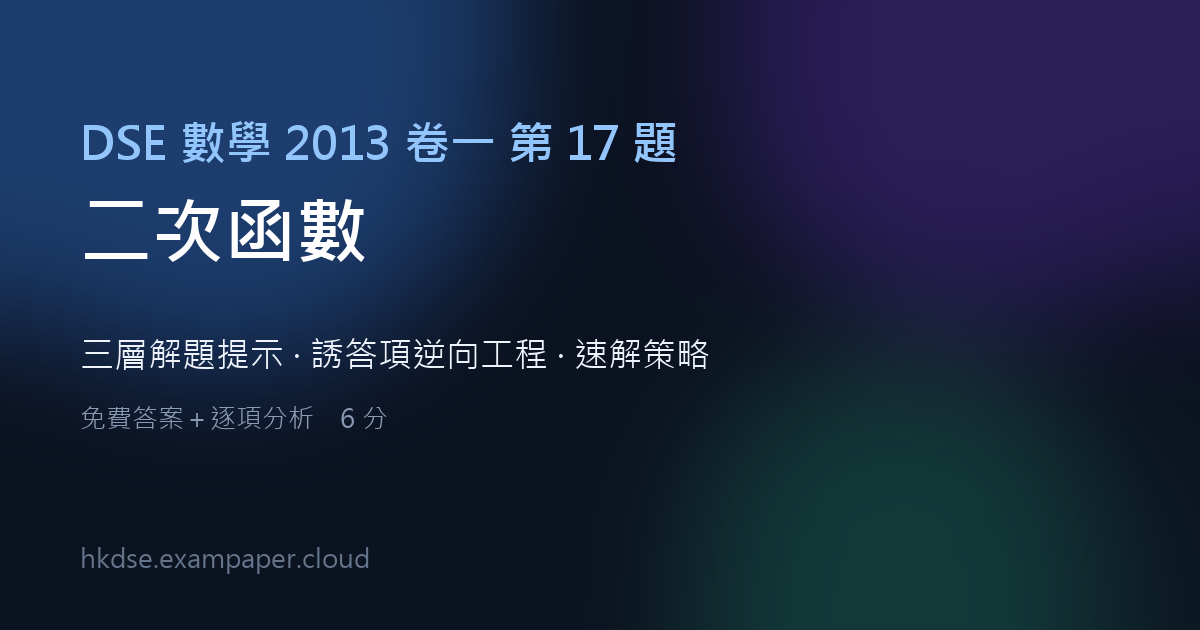 DSE 數學 2013 卷一 第 17 題
二次函數
三層解題提示 · 誘答項逆向工程 · 速解策略
免費答案 + 逐項分析 6 分
hkdse.exampaper.cloud